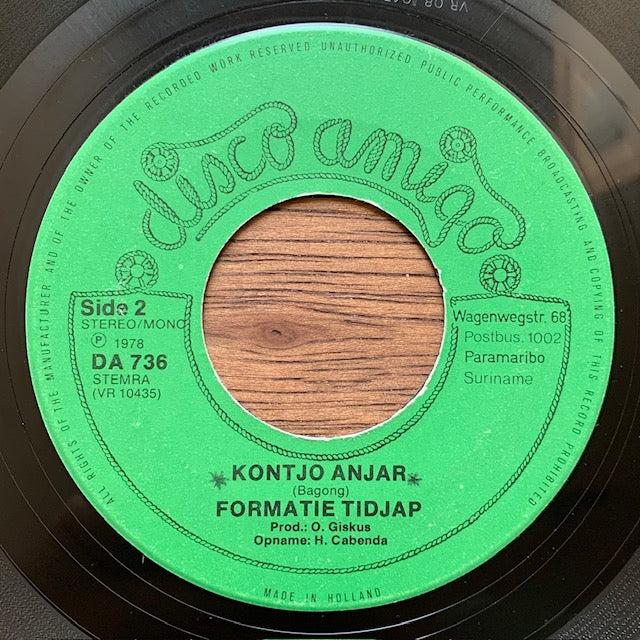 ALL RIGHTS OF THE MANUFACTURER AND OF THE OWNER OF THE RECORDED WORK RESERVED UNAUTHORIZED PUBLIC PERFORMANCE BROADCASTING AND COPYING OF THIS RECORD PROHIBITED
disco amigo
Side 2
STEREO/MONO
Ⓟ 1978
DA 736
STEMRA
(VR 10435)
Wagenwegstr. 68
Postbus. 1002
Paramaribo
Suriname
*KONTJO ANJAR*
(Bagong)
FORMATIE TIDJAP
Prod.: O. Giskus
Opname: H. Cabenda
MADE IN HOLLAND